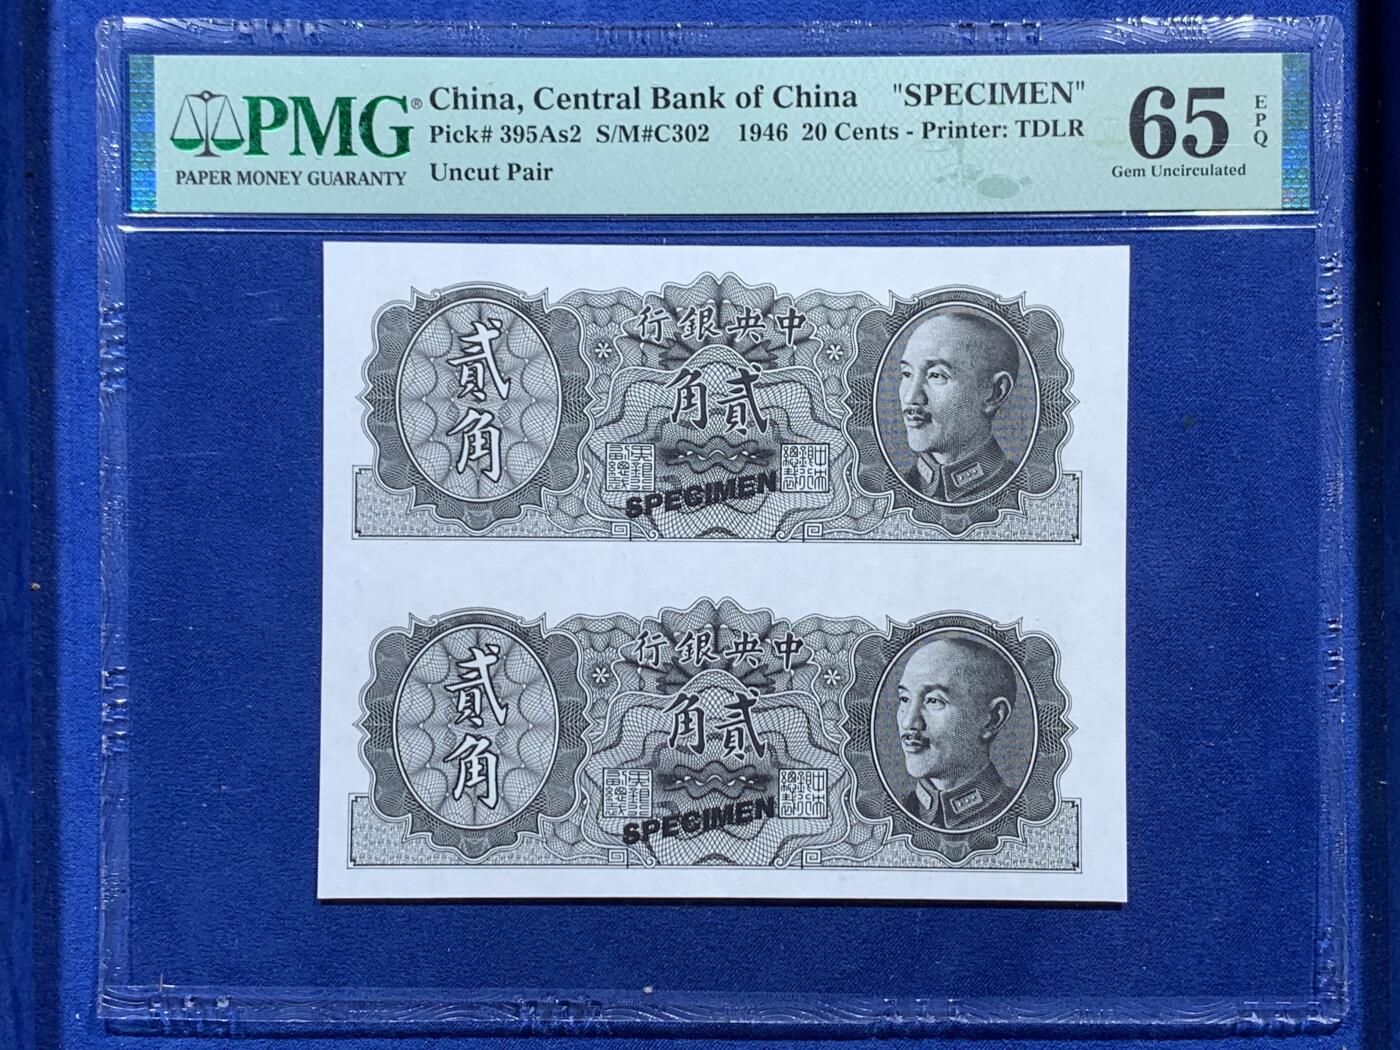 PMG®
PAPER MONEY GUARANTY
China, Central Bank of China "SPECIMEN"
Pick# 395As2 S/M#C302 1946 20 Cents - Printer: TDLR
Uncut Pair
65
EPQ
Gem Uncirculated
行銀央中
貳角
角貳
SPECIMEN
行銀央中
貳角
角貳
SPECIMEN